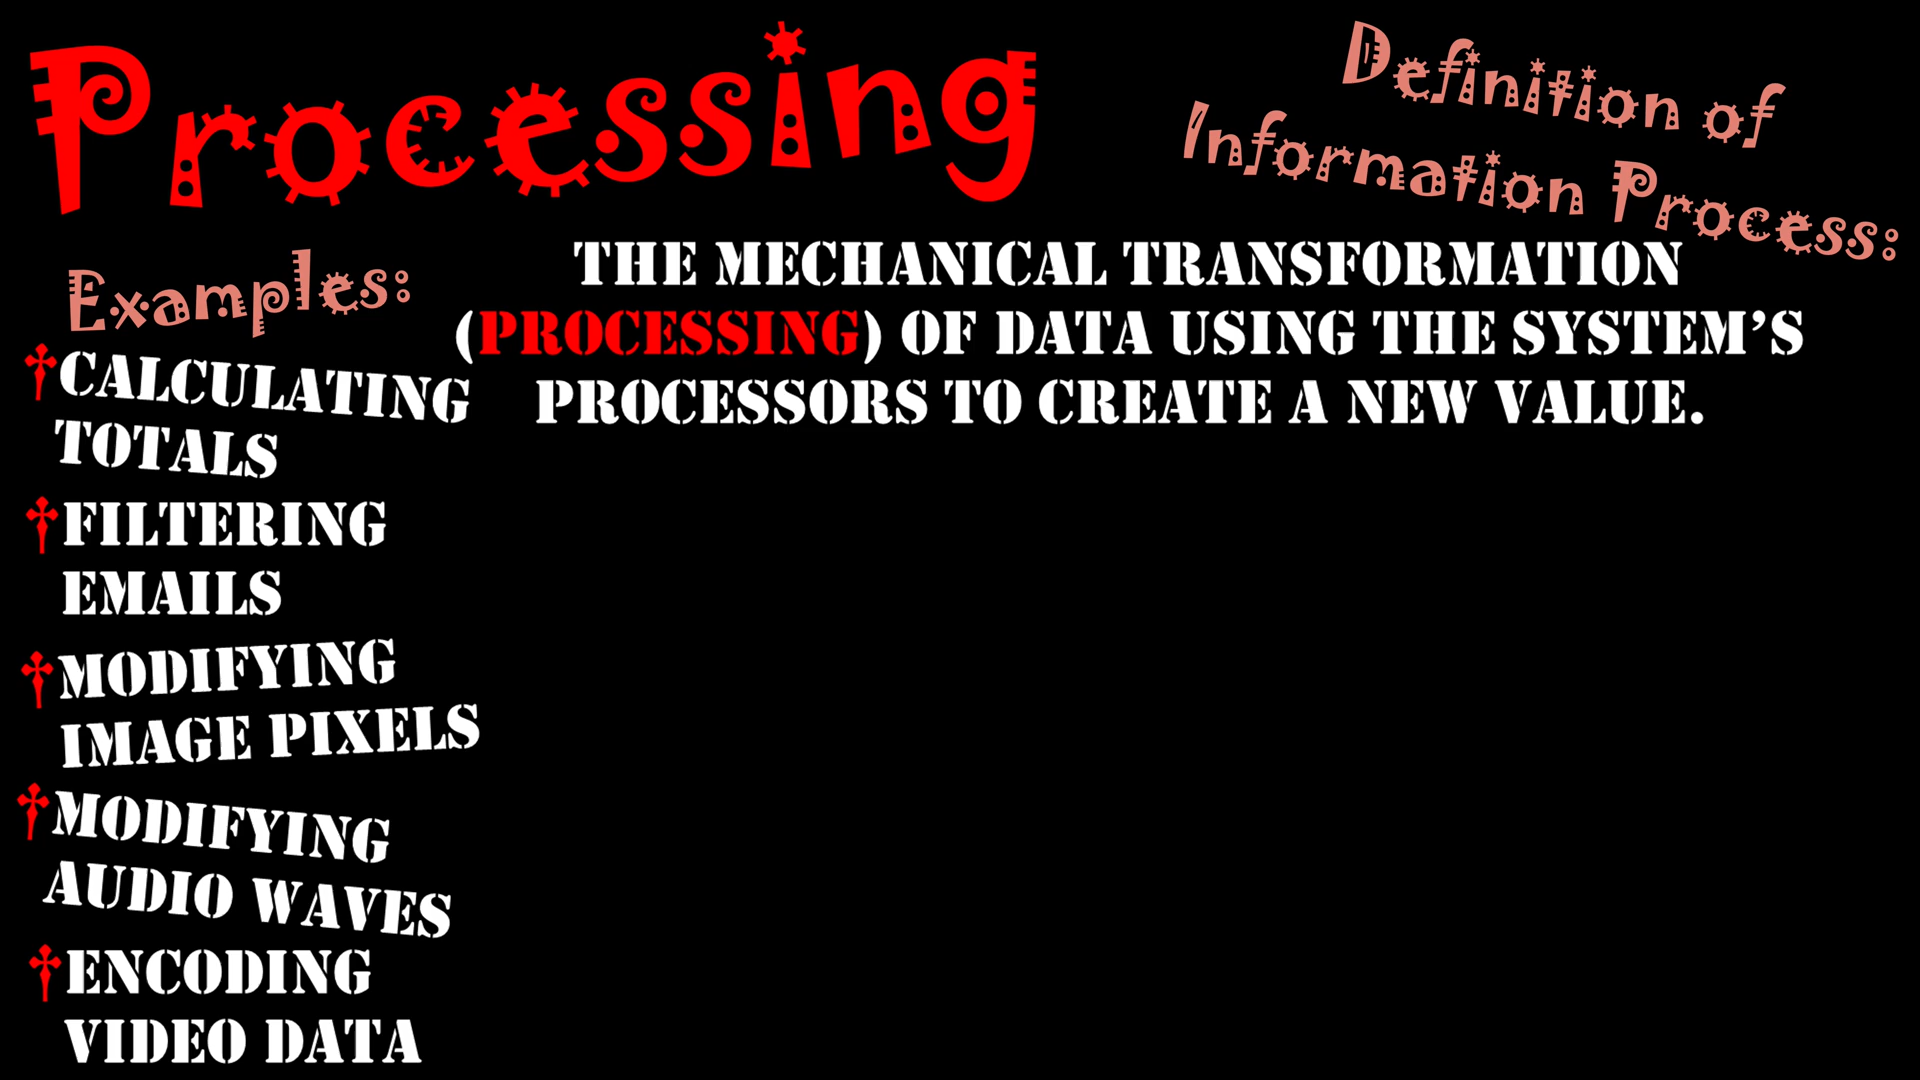 Processing
Definition of
Information Process:
THE MECHANICAL TRANSFORMATION
(PROCESSING) OF DATA USING THE SYSTEM'S
PROCESSORS TO CREATE A NEW VALUE.
Examples:
†CALCULATING
TOTALS
†FILTERING
EMAILS
†MODIFYING
IMAGE PIXELS
†MODIFYING
AUDIO WAVES
†ENCODING
VIDEO DATA